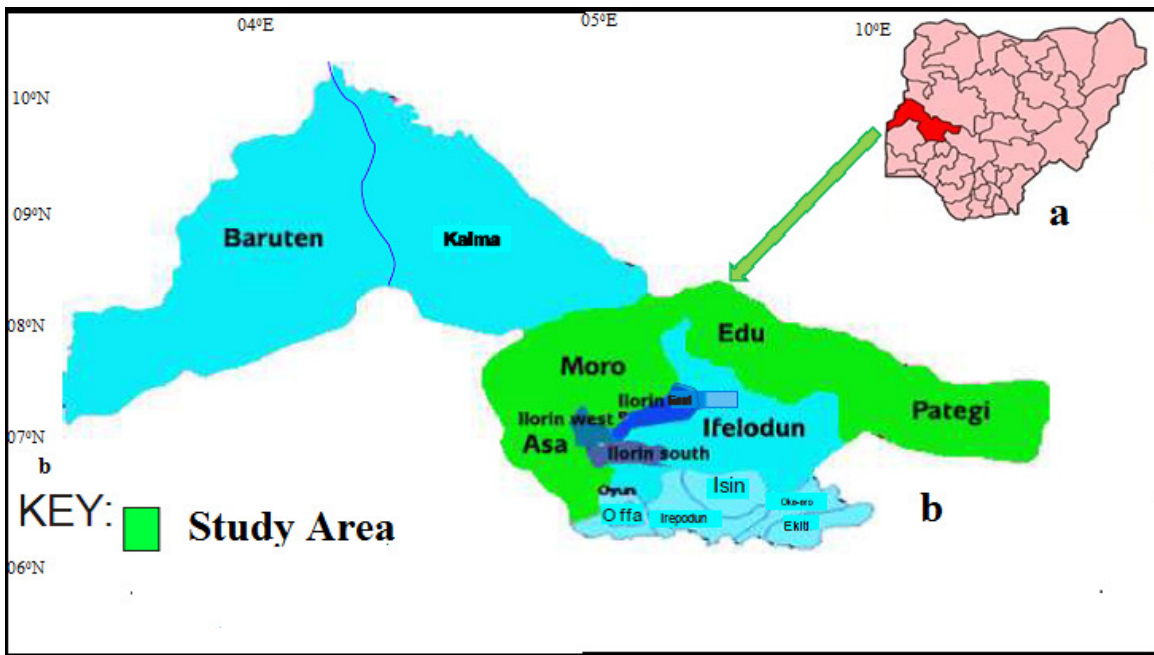 04⁰E
05⁰E
10⁰E
10⁰N
09⁰N
08⁰N
07⁰N
06⁰N
a
Baruten
Kaima
Edu
Moro
Ilorin East
Ilorin west
Pategi
Asa
Ifelodun
Ilorin south
b
Oyun
Isin
Oke-ero
Offa
Irepodun
Ekiti
b
KEY:
Study Area